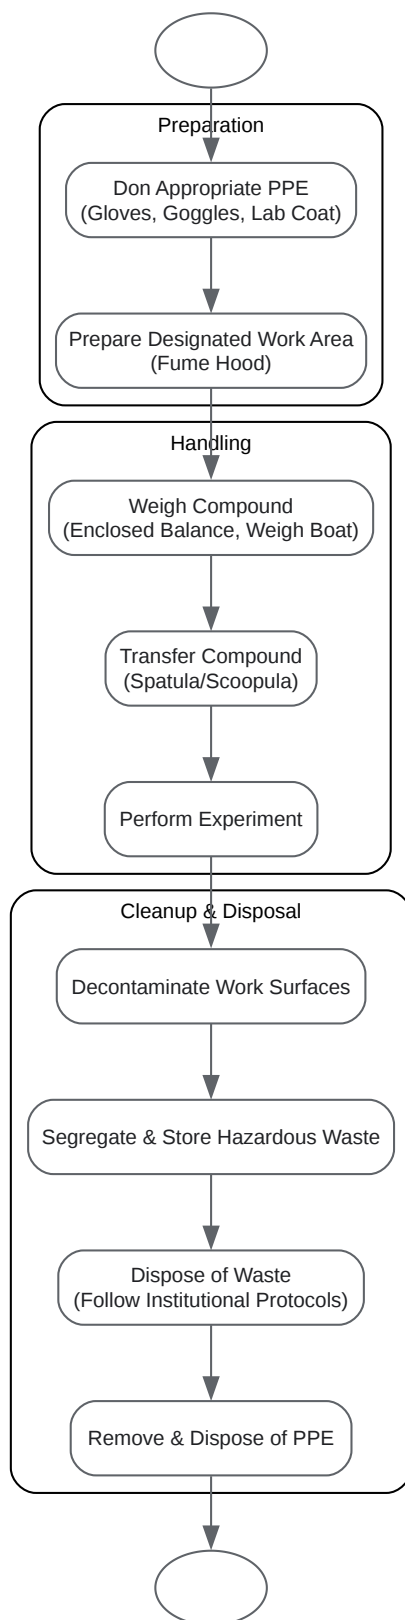 Preparation
Don Appropriate PPE
(Gloves, Goggles, Lab Coat)
Prepare Designated Work Area
(Fume Hood)
Handling
Weigh Compound
(Enclosed Balance, Weigh Boat)
Transfer Compound
(Spatula/Scoopula)
Perform Experiment
Cleanup & Disposal
Decontaminate Work Surfaces
Segregate & Store Hazardous Waste
Dispose of Waste
(Follow Institutional Protocols)
Remove & Dispose of PPE